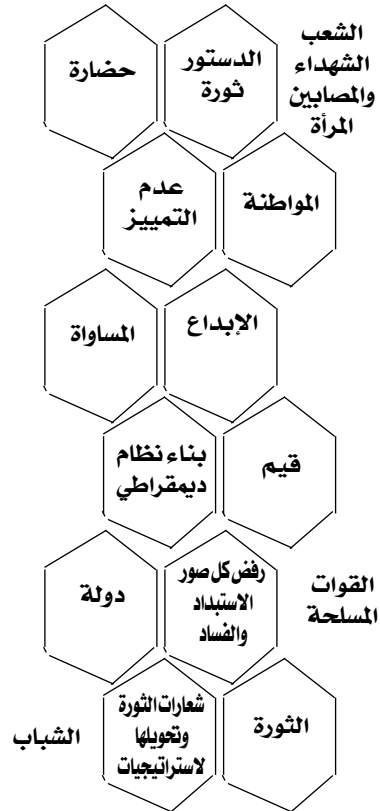 الشعب
الشهداء
والمصابين
المرأة
الدستور
ثورة
حضارة
المواطنة
عدم
التمييز
الإبداع
المساواة
قيم
بناء نظام
ديمقراطي
القوات
المسلحة
رفض كل صور
الاستبداد
والفساد
دولة
الثورة
شعارات الثورة
وتحويلها
لاستراتيجيات
الشباب